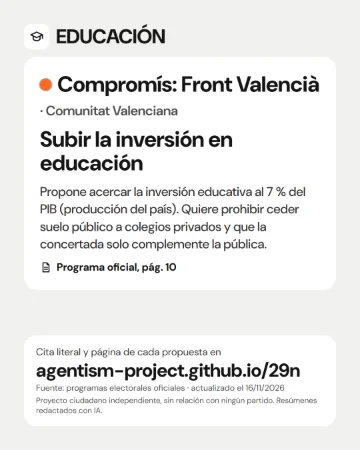 EDUCACIÓN
Compromís: Front Valencià
· Comunitat Valenciana
Subir la inversión en
educación
Propone acercar la inversión educativa al 7 % del
PIB (producción del país). Quiere prohibir ceder
suelo público a colegios privados y que la
concertada solo complemente la pública.
Programa oficial, pág. 10
Cita literal y página de cada propuesta en
agentism-project.github.io/29n
Fuente: programas electorales oficiales · actualizado el 16/11/2026
Proyecto ciudadano independiente, sin relación con ningún partido. Resúmenes
redactados con IA.